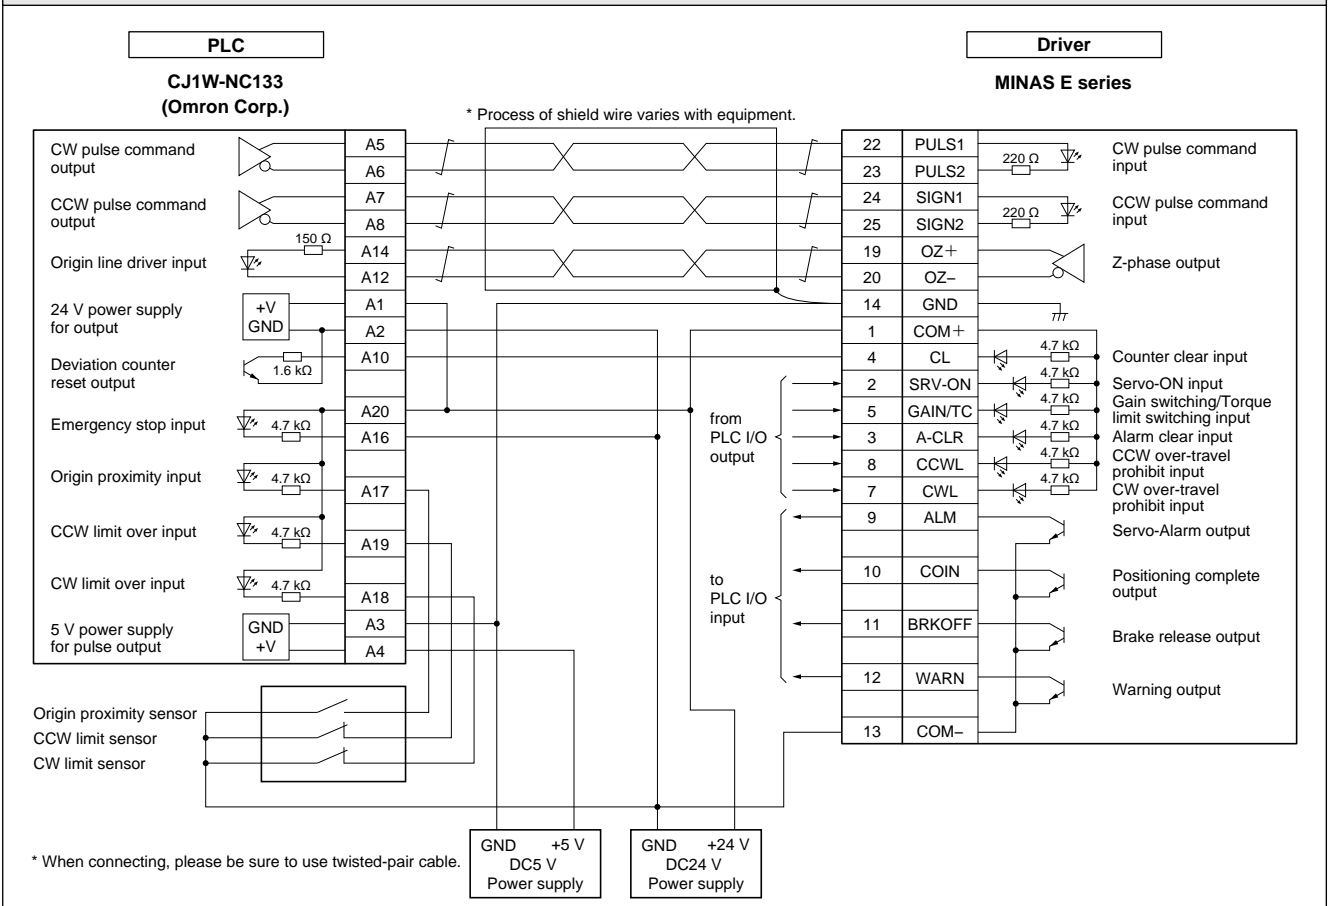 PLC
CJ1W-NC133
(Omron Corp.)
Driver
MINAS E series
* Process of shield wire varies with equipment.
CW pulse command
output
A5
A6
CCW pulse command
output
A7
A8
Origin line driver input
150 Ω
A14
A12
24 V power supply
for output
+V
GND
A1
A2
Deviation counter
reset output
1.6 kΩ
A10
Emergency stop input
4.7 kΩ
A20
A16
Origin proximity input
4.7 kΩ
A17
CCW limit over input
4.7 kΩ
A19
CW limit over input
4.7 kΩ
A18
5 V power supply
for pulse output
GND
+V
A3
A4
Origin proximity sensor
CCW limit sensor
CW limit sensor
from
PLC I/O
output
to
PLC I/O
input
22 PULS1
23 PULS2
220 Ω
CW pulse command
input
24 SIGN1
25 SIGN2
220 Ω
CCW pulse command
input
19 OZ+
20 OZ–
Z-phase output
14 GND
1 COM+
4 CL
4.7 kΩ
Counter clear input
2 SRV-ON
4.7 kΩ
Servo-ON input
5 GAIN/TC
4.7 kΩ
Gain switching/Torque
limit switching input
3 A-CLR
4.7 kΩ
Alarm clear input
8 CCWL
4.7 kΩ
CCW over-travel
prohibit input
7 CWL
4.7 kΩ
CW over-travel
prohibit input
9 ALM
Servo-Alarm output
10 COIN
Positioning complete
output
11 BRKOFF
Brake release output
12 WARN
Warning output
13 COM–
GND +5 V
DC5 V
Power supply
GND +24 V
DC24 V
Power supply
* When connecting, please be sure to use twisted-pair cable.